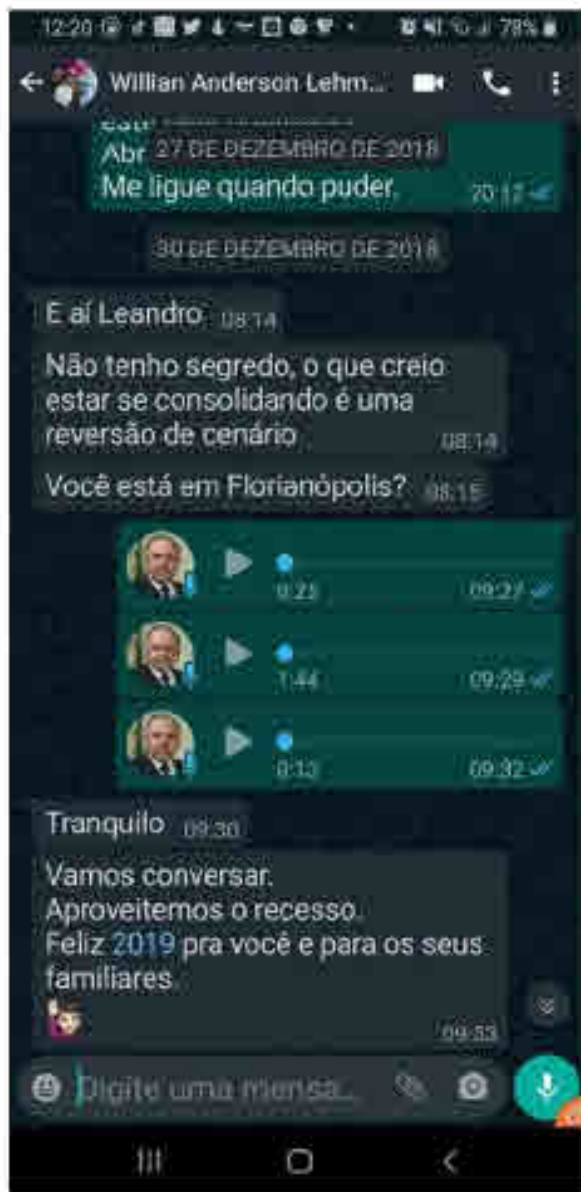 12:20 78%
Willian Anderson Lehm...
Abr 27 DE DEZEMBRO DE 2018
Me ligue quando puder. 20:12
30 DE DEZEMBRO DE 2018
E aí Leandro 08:14
Não tenho segredo, o que creio
estar se consolidando é uma
reversão de cenário 08:14
Você está em Florianópolis? 08:15
0:23 09:27
1:44 09:29
0:13 09:32
Tranquilo 09:30
Vamos conversar.
Aproveitemos o recesso.
Feliz 2019 pra você e para os seus
familiares.
09:33
Digite uma mensa...